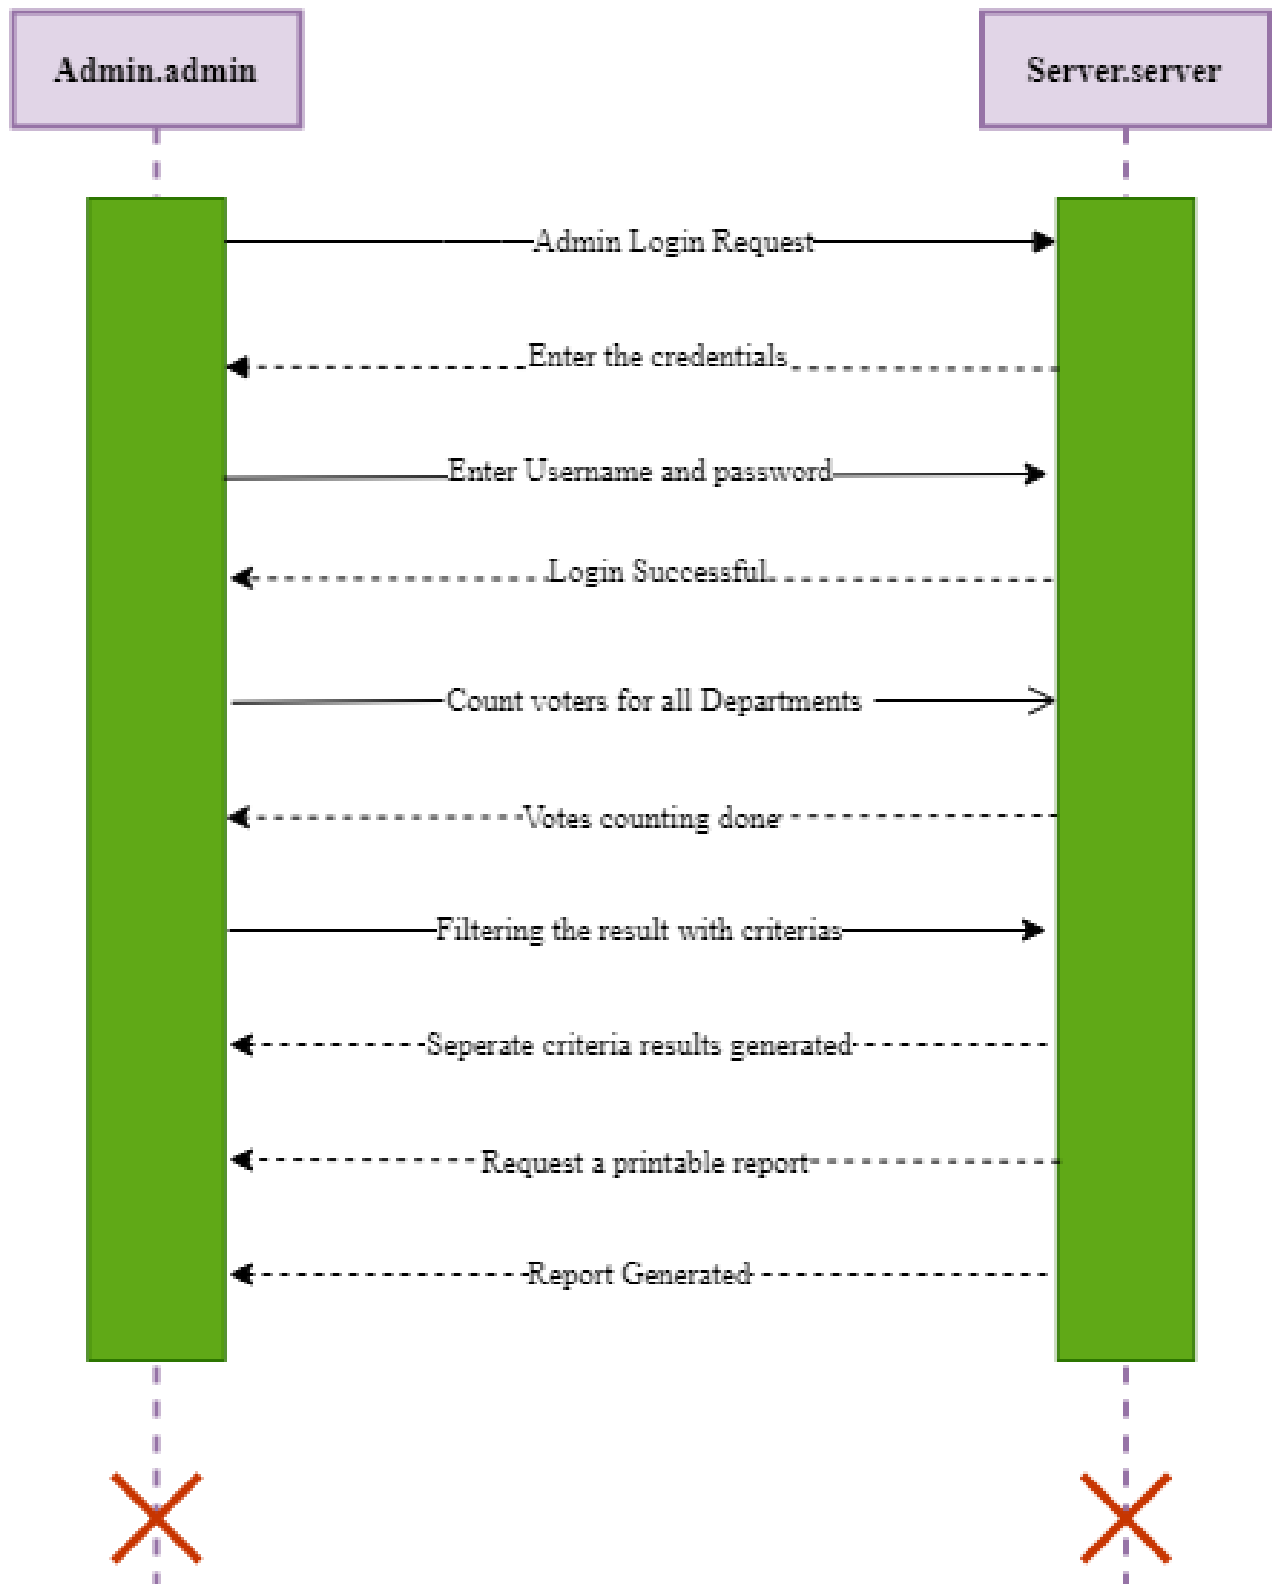 Admin.admin
Server.server
Admin Login Request
Enter the credentials
Enter Username and password
Login Successful
Count voters for all Departments
Votes counting done
Filtering the result with criterias
Seperate criteria results generated
Request a printable report
Report Generated